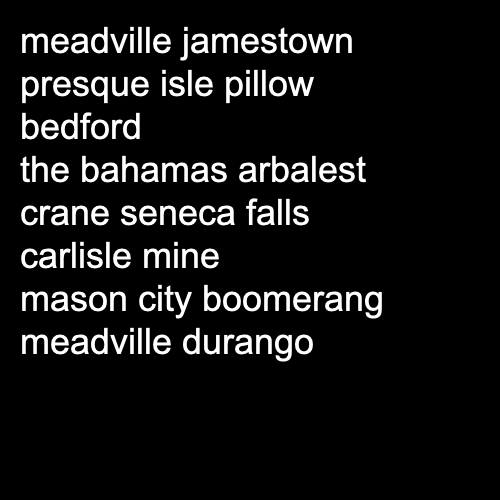 meadville jamestown
presque isle pillow
bedford
the bahamas arbalest
crane seneca falls
carlisle mine
mason city boomerang
meadville durango